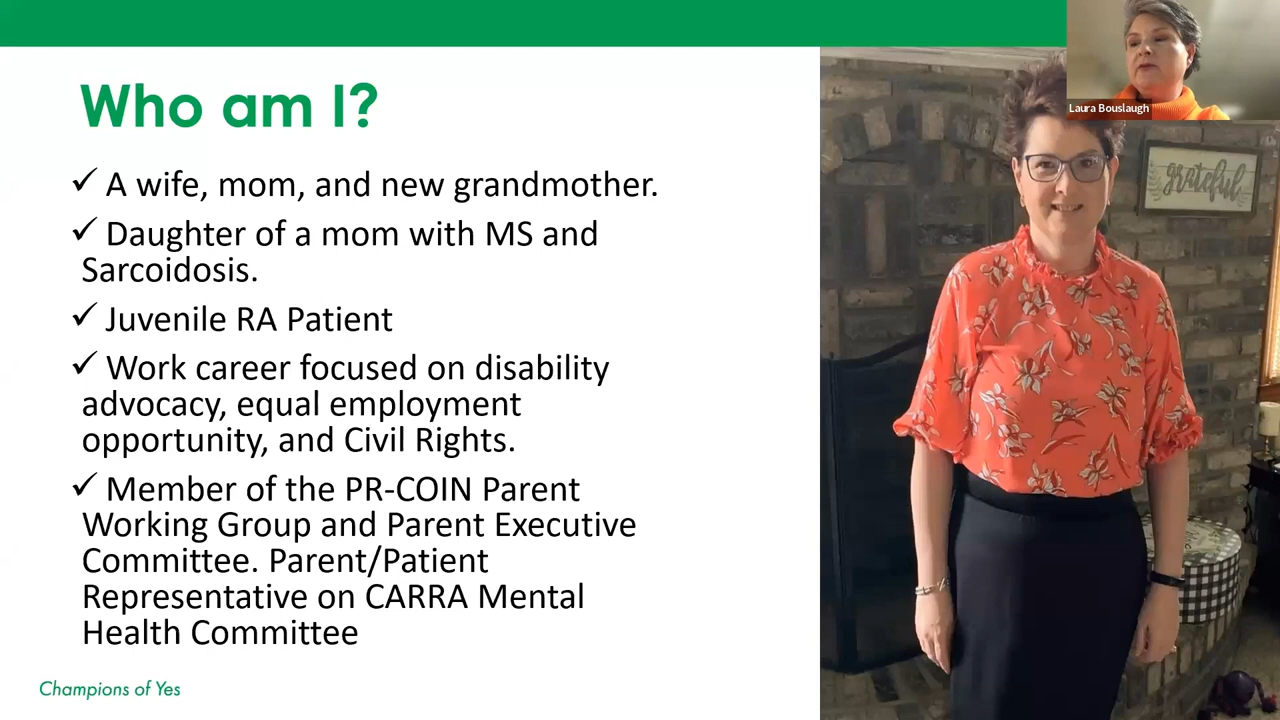 Who am I?
✓ A wife, mom, and new grandmother.
✓ Daughter of a mom with MS and
Sarcoidosis.
✓ Juvenile RA Patient
✓ Work career focused on disability
advocacy, equal employment
opportunity, and Civil Rights.
✓ Member of the PR-COIN Parent
Working Group and Parent Executive
Committee. Parent/Patient
Representative on CARRA Mental
Health Committee
Champions of Yes
Laura Bouslaugh
grateful